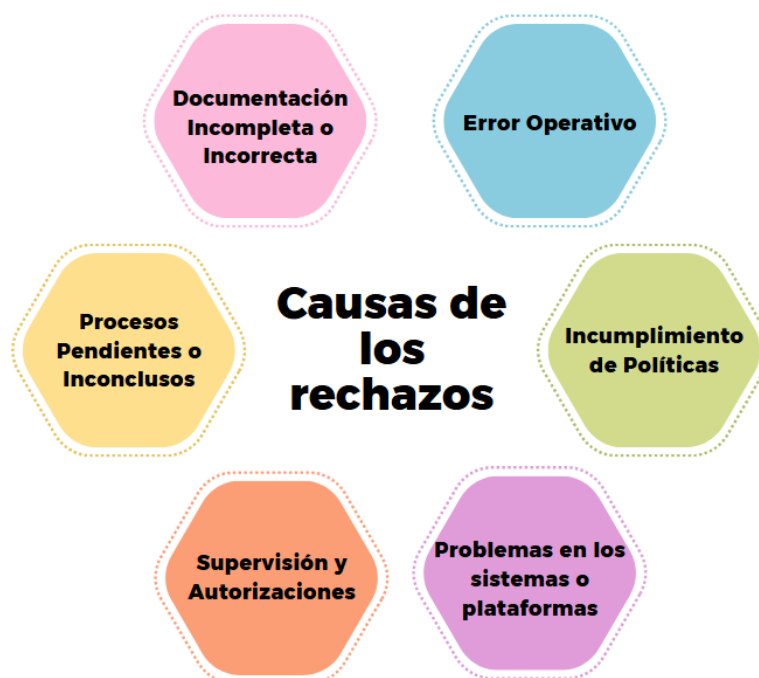 Documentación
Incompleta o
Incorrecta
Error Operativo
Procesos
Pendientes o
Inconclusos
Causas de
los
rechazos
Incumplimiento
de Políticas
Supervisión y
Autorizaciones
Problemas en los
sistemas o
plataformas